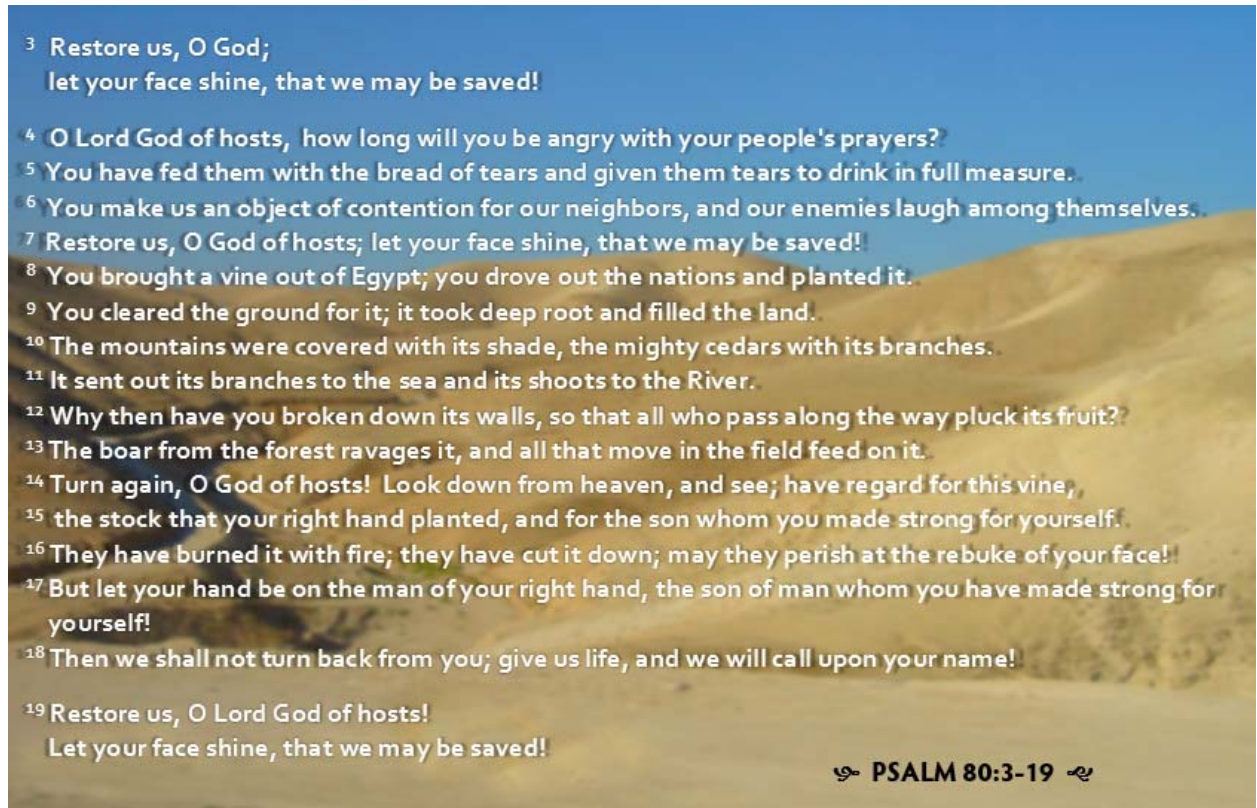 3 Restore us, O God;
let your face shine, that we may be saved!
4 O Lord God of hosts, how long will you be angry with your people's prayers?
5 You have fed them with the bread of tears and given them tears to drink in full measure.
6 You make us an object of contention for our neighbors, and our enemies laugh among themselves.
7 Restore us, O God of hosts; let your face shine, that we may be saved!
8 You brought a vine out of Egypt; you drove out the nations and planted it.
9 You cleared the ground for it; it took deep root and filled the land.
10 The mountains were covered with its shade, the mighty cedars with its branches.
11 It sent out its branches to the sea and its shoots to the River.
12 Why then have you broken down its walls, so that all who pass along the way pluck its fruit?
13 The boar from the forest ravages it, and all that move in the field feed on it.
14 Turn again, O God of hosts! Look down from heaven, and see; have regard for this vine,
15 the stock that your right hand planted, and for the son whom you made strong for yourself.
16 They have burned it with fire; they have cut it down; may they perish at the rebuke of your face!
17 But let your hand be on the man of your right hand, the son of man whom you have made strong for
yourself!
18 Then we shall not turn back from you; give us life, and we will call upon your name!
19 Restore us, O Lord God of hosts!
Let your face shine, that we may be saved!
PSALM 80:3-19